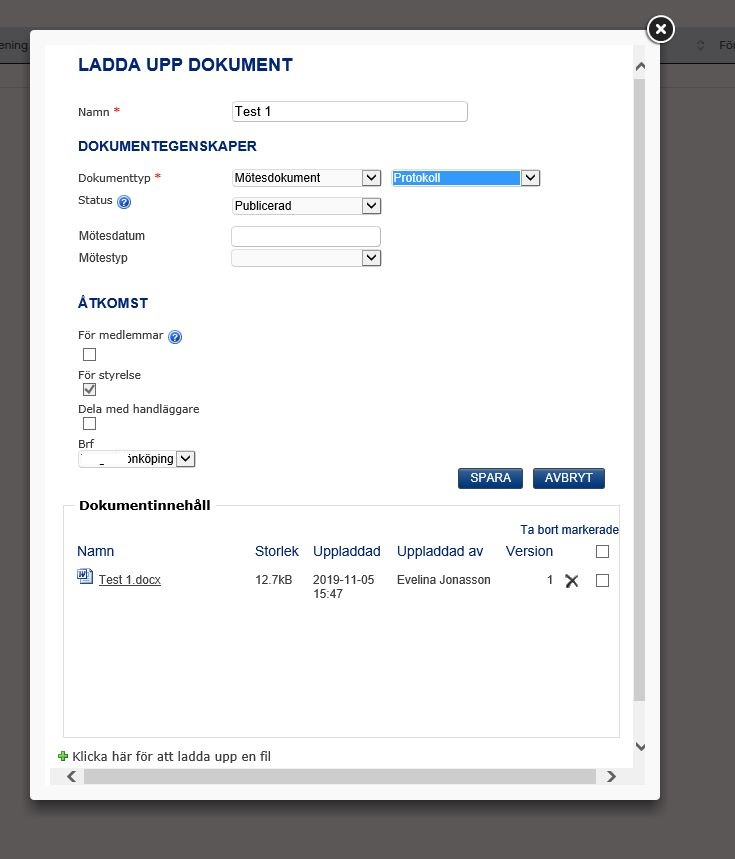 ening
För
LADDA UPP DOKUMENT
Namn * Test 1
DOKUMENTEGENSKAPER
Dokumenttyp * Mötesdokument Protokoll
Status ? Publicerad
Mötesdatum
Mötestyp
ÅTKOMST
För medlemmar ?
För styrelse
Dela med handläggare
Brf
önköping
SPARA AVBRYT
Dokumentinnehåll
Ta bort markerade
Namn Storlek Uppladdad Uppladdad av Version
Test 1.docx 12.7kB 2019-11-05 Evelina Jonasson 1
15:47
Klicka här för att ladda upp en fil